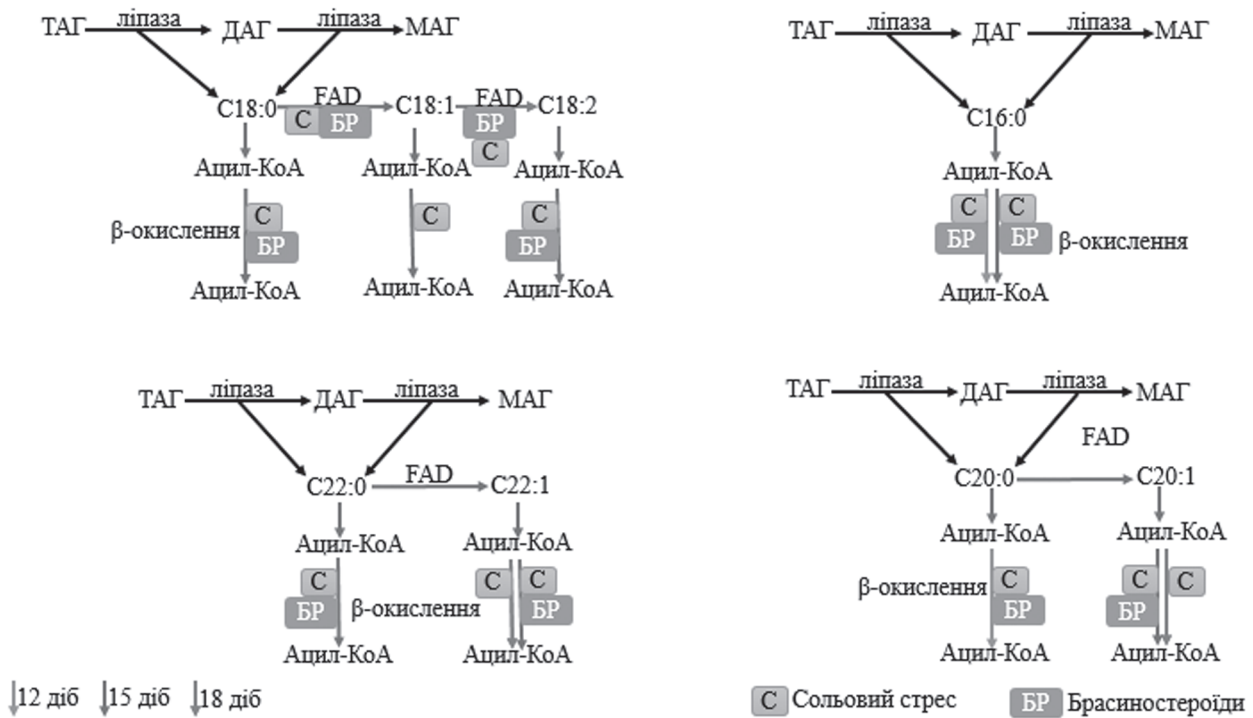 ТАГ ліпаза ДАГ ліпаза МАГ
C18:0 FAD C18:1 FAD C18:2
С БР БР
С
Ацил-КоА Ацил-КоА Ацил-КоА
β-окислення С БР С С БР
Ацил-КоА Ацил-КоА Ацил-КоА
ТАГ ліпаза ДАГ ліпаза МАГ
C16:0
Ацил-КоА
С С
БР БР β-окислення
Ацил-КоА
ТАГ ліпаза ДАГ ліпаза МАГ
C22:0 FAD C22:1
Ацил-КоА Ацил-КоА
С С С
БР β-окислення БР
Ацил-КоА Ацил-КоА
ТАГ ліпаза ДАГ ліпаза МАГ
FAD
C20:0 C20:1
Ацил-КоА Ацил-КоА
β-окислення С С С
БР БР
Ацил-КоА Ацил-КоА
12 діб 15 діб 18 діб
С Сольовий стрес БР Брасиностероїди